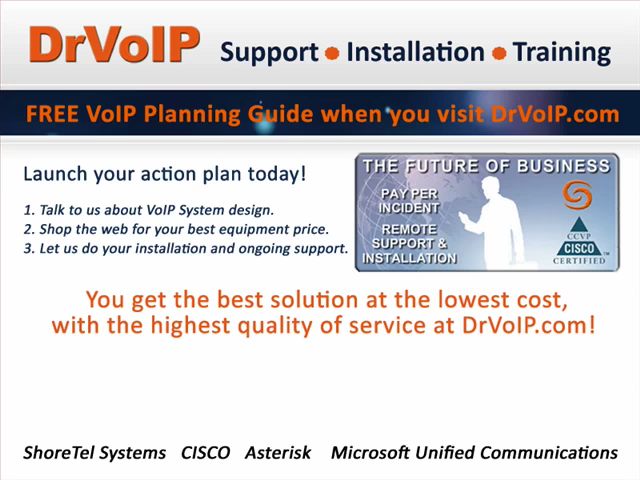 DrVoIP Support • Installation • Training
FREE VoIP Planning Guide when you visit DrVoIP.com
Launch your action plan today!
1. Talk to us about VoIP System design.
2. Shop the web for your best equipment price.
3. Let us do your installation and ongoing support.
THE FUTURE OF BUSINESS
PAY PER
INCIDENT
REMOTE
SUPPORT &
INSTALLATION
CCVP
CISCO™
CERTIFIED
You get the best solution at the lowest cost,
with the highest quality of service at DrVoIP.com!
ShoreTel Systems CISCO Asterisk Microsoft Unified Communications